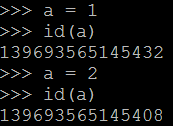 >>> a = 1
>>> id(a)
139693565145432
>>> a = 2
>>> id(a)
139693565145408